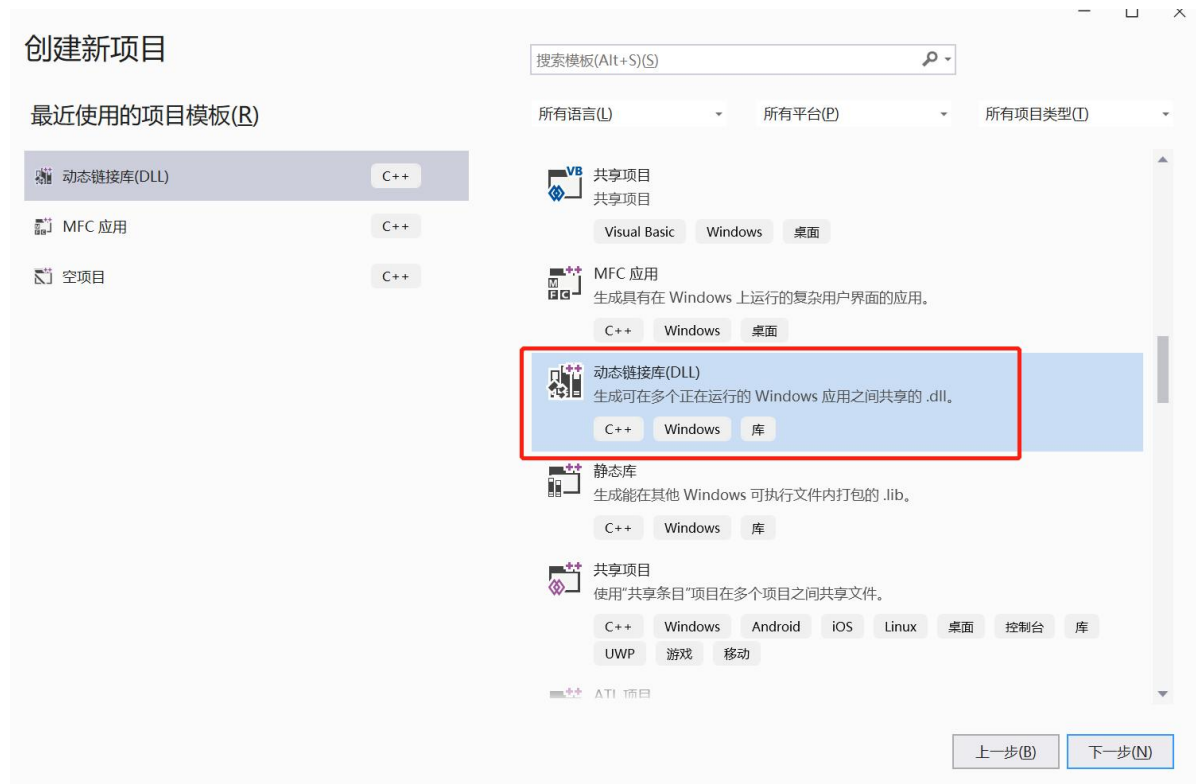 创建新项目
搜索模板(Alt+S)(S)
最近使用的项目模板(R)
所有语言(L) 所有平台(P) 所有项目类型(T)
动态链接库(DLL) C++
MFC 应用 C++
空项目 C++
VB 共享项目
共享项目
Visual Basic Windows 桌面
MFC 应用
生成具有在 Windows 上运行的复杂用户界面的应用。
C++ Windows 桌面
动态链接库(DLL)
生成可在多个正在运行的 Windows 应用之间共享的 .dll。
C++ Windows 库
静态库
生成能在其他 Windows 可执行文件内打包的 .lib。
C++ Windows 库
共享项目
使用"共享条目"项目在多个项目之间共享文件。
C++ Windows Android iOS Linux 桌面 控制台 库
UWP 游戏 移动
ATL 项目
上一步(B) 下一步(N)